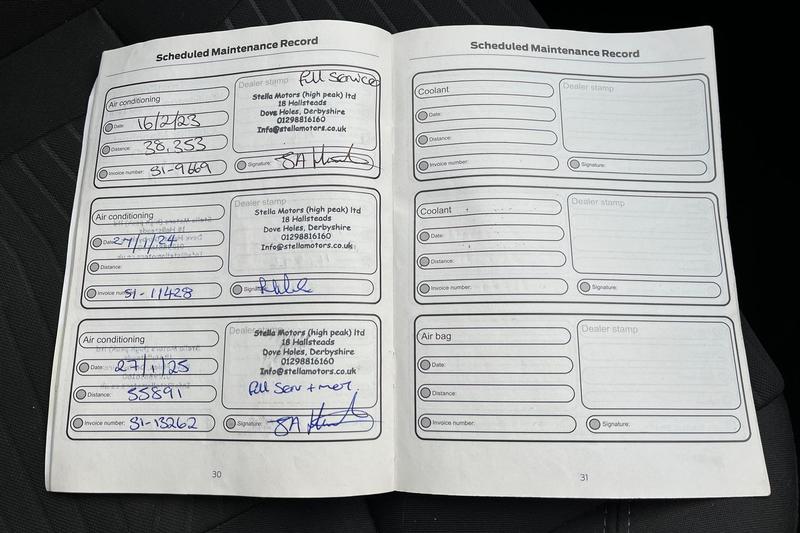 Scheduled Maintenance Record
Air conditioning
Date: 16/2/23
Distance: 38,353
Invoice number: SI-9669
Dealer stamp Full Service
Stella Motors (high peak) ltd
18 Hallsteads
Dove Holes, Derbyshire
01298816160
Info@stellamotors.co.uk
Signature:
Air conditioning
Date: 27/1/24
Distance:
Invoice number: SI-11428
Dealer stamp
Stella Motors (high peak) ltd
18 Hallsteads
Dove Holes, Derbyshire
01298816160
Info@stellamotors.co.uk
Signature:
Air conditioning
Date: 27/1/25
Distance: 55891
Invoice number: SI-13262
Dealer stamp
Stella Motors (high peak) ltd
18 Hallsteads
Dove Holes, Derbyshire
01298816160
Info@stellamotors.co.uk
Full Serv + mot.
Signature:
30
Scheduled Maintenance Record
Coolant
Date:
Distance:
Invoice number:
Dealer stamp
Signature:
Coolant
Date:
Distance:
Invoice number:
Dealer stamp
Signature:
Air bag
Date:
Distance:
Invoice number:
Dealer stamp
Signature:
31